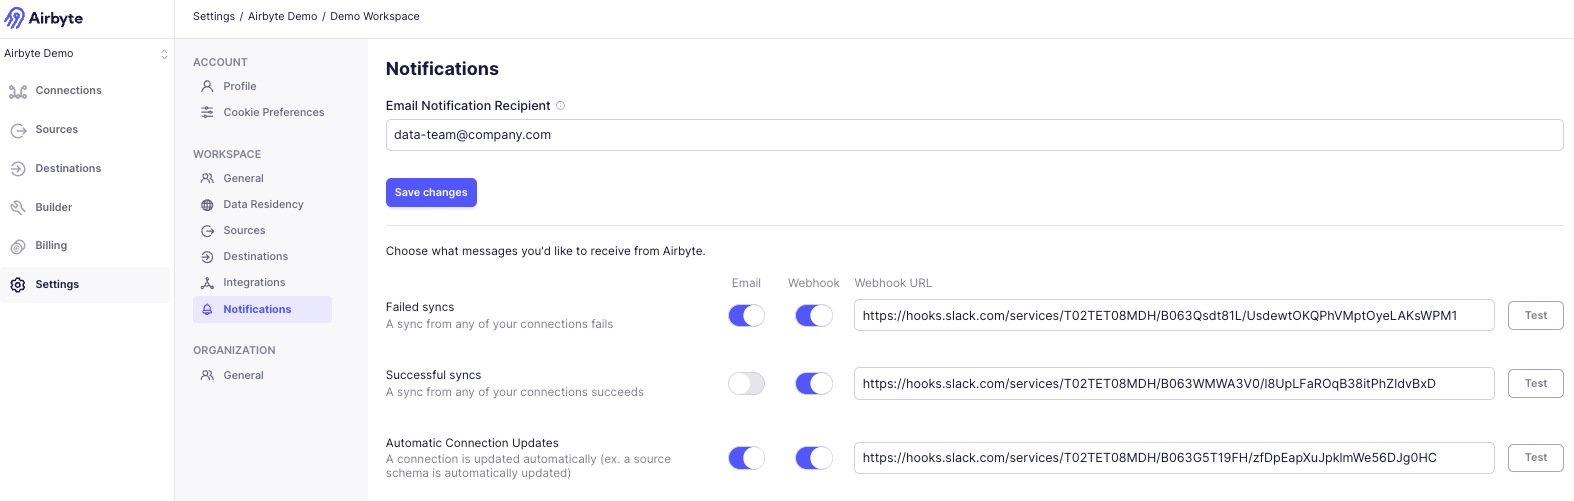 Airbyte
Settings / Airbyte Demo / Demo Workspace
Airbyte Demo
Connections
Sources
Destinations
Builder
Billing
Settings
ACCOUNT
Profile
Cookie Preferences
WORKSPACE
General
Data Residency
Sources
Destinations
Integrations
Notifications
ORGANIZATION
General
Notifications
Email Notification Recipient
data-team@company.com
Save changes
Choose what messages you'd like to receive from Airbyte.
Email Webhook Webhook URL
Failed syncs
A sync from any of your connections fails
https://hooks.slack.com/services/T02TET08MDH/B063Qsdt81L/UsdewtOKQPhVMptOyeLAKsWPM1
Test
Successful syncs
A sync from any of your connections succeeds
https://hooks.slack.com/services/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
Test
Automatic Connection Updates
A connection is updated automatically (ex. a source
schema is automatically updated)
https://hooks.slack.com/services/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
Test